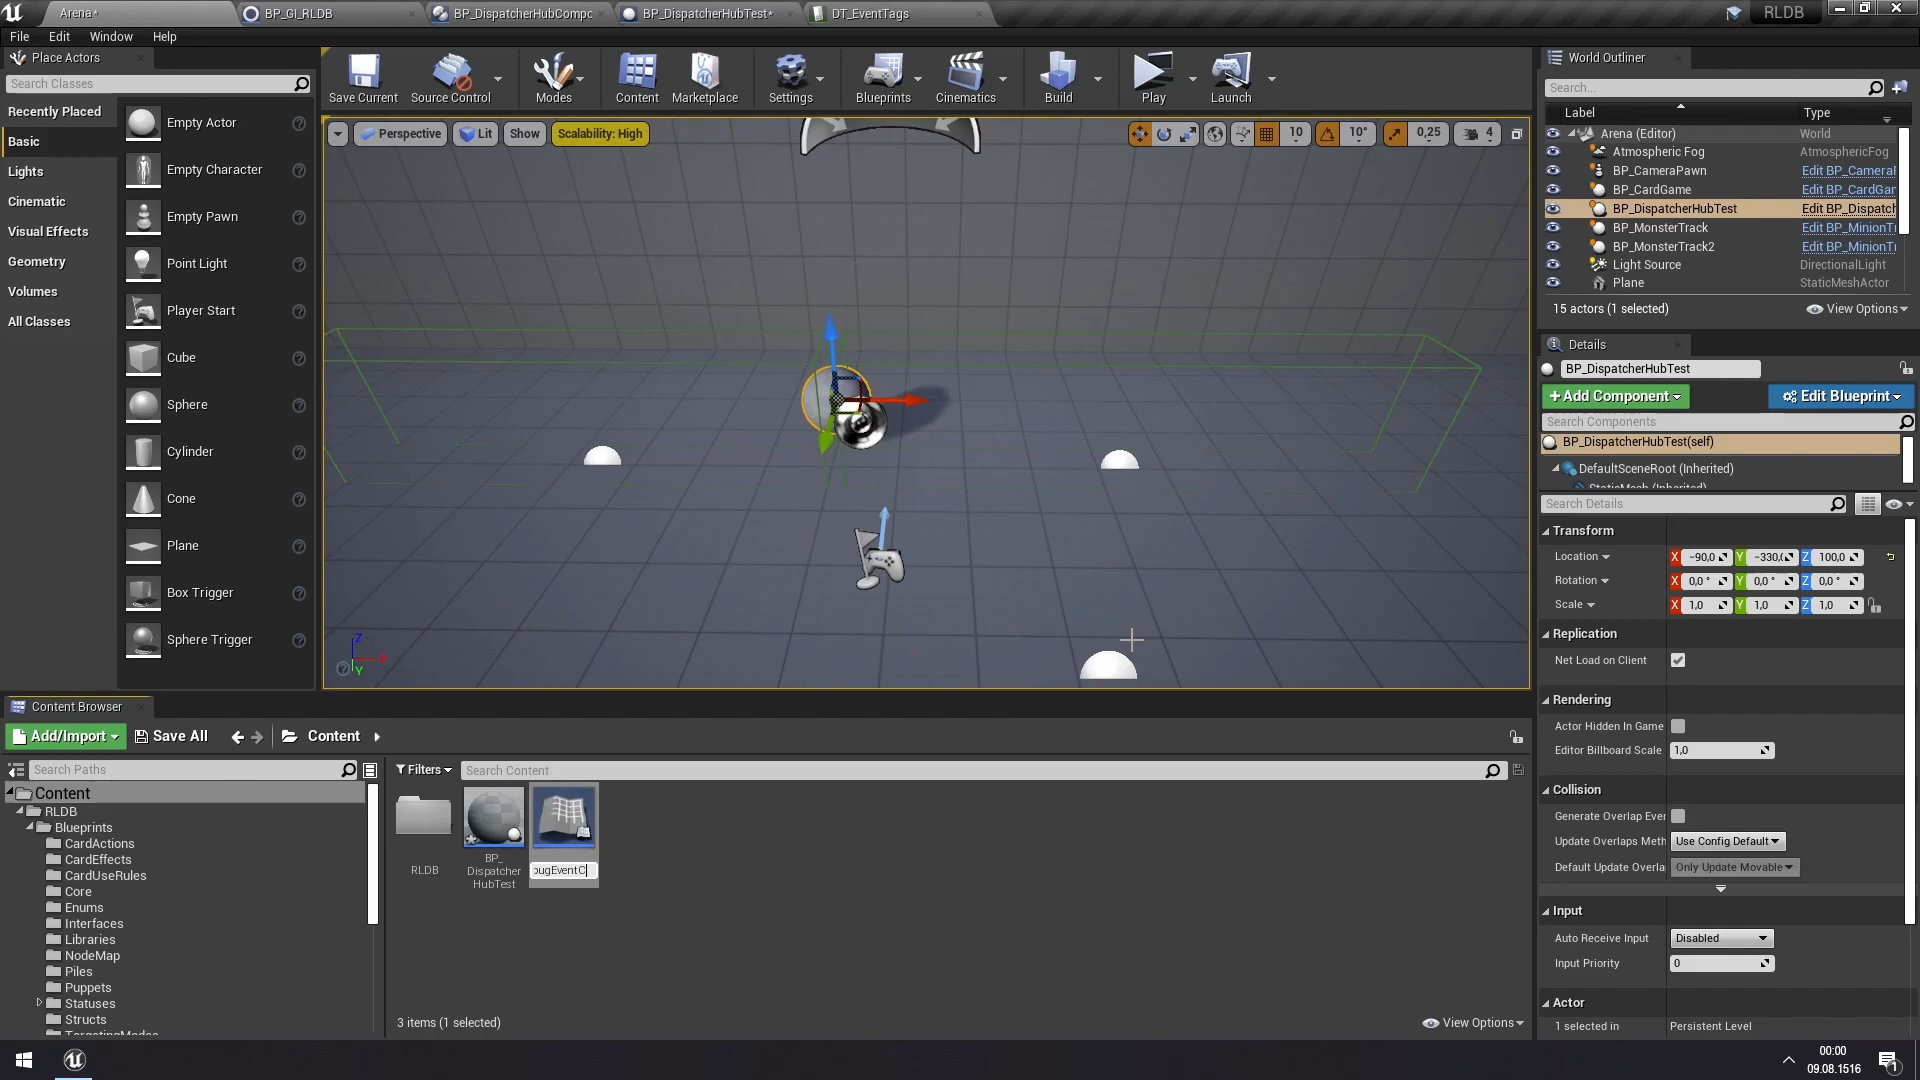 Arena*
BP_GI_RLDB
BP_DispatcherHubCompo
BP_DispatcherHubTest*
DT_EventTags
RLDB
File
Edit
Window
Help
Place Actors
Search Classes
Recently Placed
Basic
Lights
Cinematic
Visual Effects
Geometry
Volumes
All Classes
Empty Actor
Empty Character
Empty Pawn
Point Light
Player Start
Cube
Sphere
Cylinder
Cone
Plane
Box Trigger
Sphere Trigger
Save Current
Source Control
Modes
Content
Marketplace
Settings
Blueprints
Cinematics
Build
Play
Launch
Perspective
Lit
Show
Scalability: High
10
10°
0,25
4
Z
X
Y
World Outliner
Search...
Label
Type
Arena (Editor)
World
Atmospheric Fog
AtmosphericFog
BP_CameraPawn
Edit BP_Cameral
BP_CardGame
Edit BP_CardGar
BP_DispatcherHubTest
Edit BP_Dispatch
BP_MonsterTrack
Edit BP_MinionTr
BP_MonsterTrack2
Edit BP_MinionTr
Light Source
DirectionalLight
Plane
StaticMeshActor
15 actors (1 selected)
View Options
Details
BP_DispatcherHubTest
+Add Component
Edit Blueprint
Search Components
BP_DispatcherHubTest(self)
DefaultSceneRoot (Inherited)
StaticMesh (Inherited)
Search Details
Transform
Location
X
-90,0
Y
-330,(
Z
100,0
Rotation
X
0,0 °
Y
0,0 °
Z
0,0 °
Scale
X
1,0
Y
1,0
Z
1,0
Replication
Net Load on Client
Rendering
Actor Hidden In Game
Editor Billboard Scale
1,0
Collision
Generate Overlap Ever
Update Overlaps Meth
Use Config Default
Default Update Overla
Only Update Movable
Input
Auto Receive Input
Disabled
Input Priority
0
Actor
1 selected in
Persistent Level
Content Browser
Add/Import
Save All
Content
Search Paths
Filters
Search Content
Content
RLDB
Blueprints
CardActions
CardEffects
CardUseRules
Core
Enums
Interfaces
Libraries
NodeMap
Piles
Puppets
Statuses
Structs
TargetingModes
RLDB
BP_
Dispatcher
HubTest
ougEventC
3 items (1 selected)
View Options
00:00
09.08.1516
1